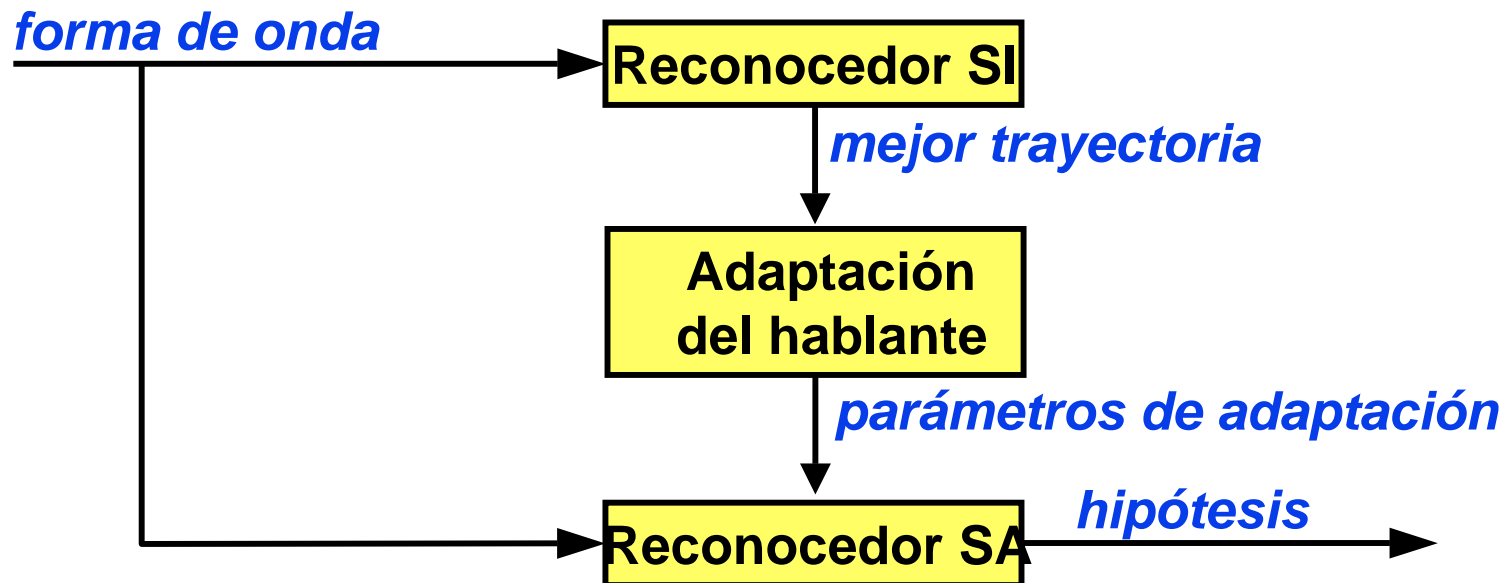 forma de onda
Reconocedor SI
mejor trayectoria
Adaptación
del hablante
parámetros de adaptación
hipótesis
Reconocedor SA